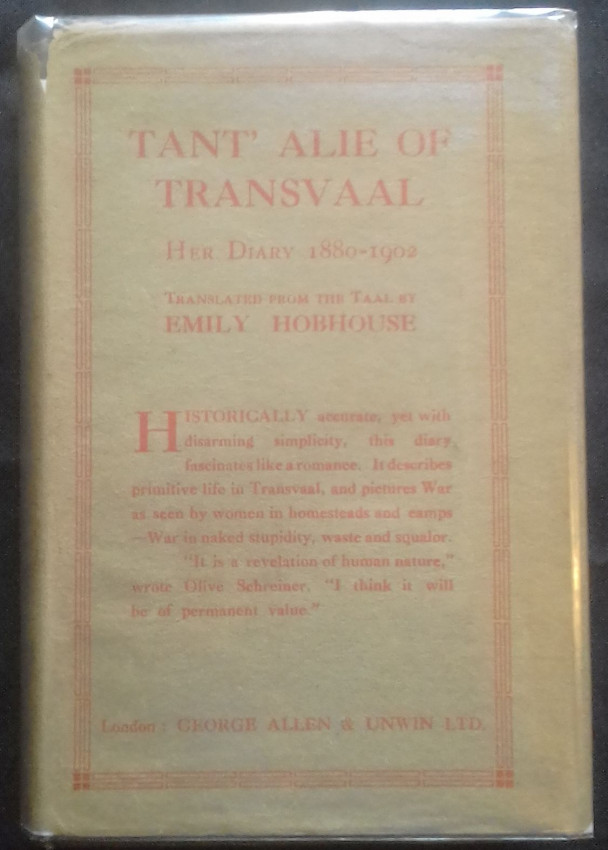 TANT' ALIE OF
TRANSVAAL
HER DIARY 1880-1902
TRANSLATED FROM THE TAAL BY
EMILY HOBHOUSE
HISTORICALLY accurate, yet with
disarming simplicity, this diary
fascinates like a romance. It describes
primitive life in Transvaal, and pictures War
as seen by women in homesteads and camps
—War in naked stupidity, waste and squalor.
"It is a revelation of human nature,"
wrote Olive Schreiner. "I think it will
be of permanent value."
London: GEORGE ALLEN & UNWIN LTD.